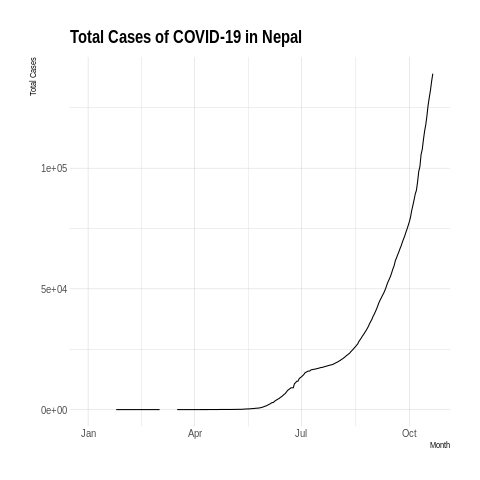 Total Cases of COVID-19 in Nepal
Total Cases
1e+05
5e+04
0e+00
Jan Apr Jul Oct
Month